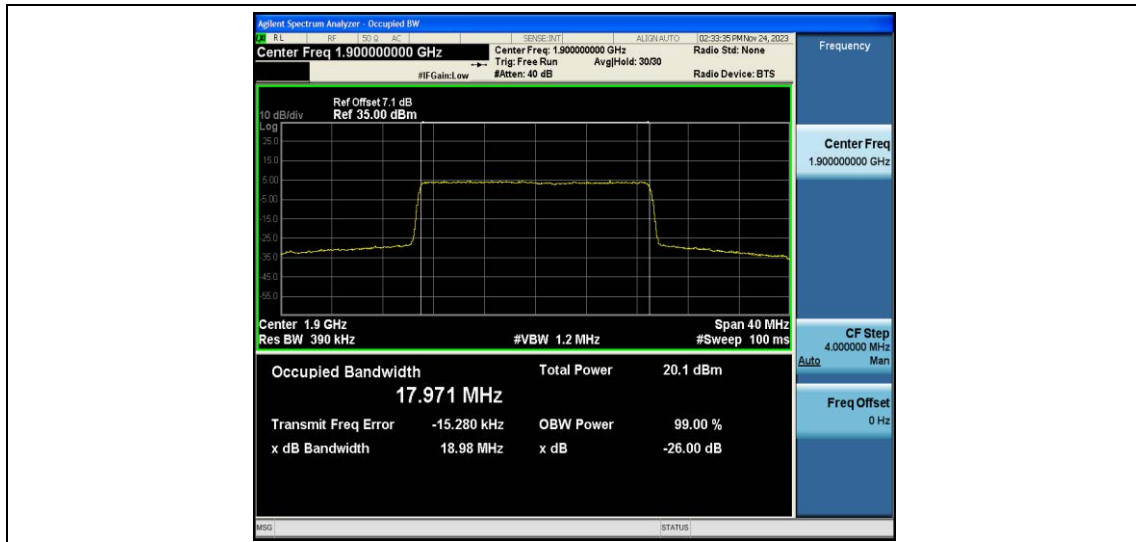 Agilent Spectrum Analyzer - Occupied BW
RL RF 50 Ω AC SENSE:INT ALIGN AUTO 02:33:35 PM Nov 24, 2023
Center Freq 1.900000000 GHz
Center Freq: 1.900000000 GHz Radio Std: None
Trig: Free Run Avg|Hold: 30/30
#IFGain:Low #Atten: 40 dB Radio Device: BTS
Frequency
Ref Offset 7.1 dB
10 dB/div Ref 35.00 dBm
Log
25.0
15.0
5.00
-5.00
-15.0
-25.0
-35.0
-45.0
-55.0
Center 1.9 GHz Span 40 MHz
Res BW 390 kHz #VBW 1.2 MHz #Sweep 100 ms
Center Freq
1.900000000 GHz
CF Step
4.000000 MHz
Auto Man
Freq Offset
0 Hz
Occupied Bandwidth Total Power 20.1 dBm
17.971 MHz
Transmit Freq Error -15.280 kHz OBW Power 99.00 %
x dB Bandwidth 18.98 MHz x dB -26.00 dB
MSG STATUS